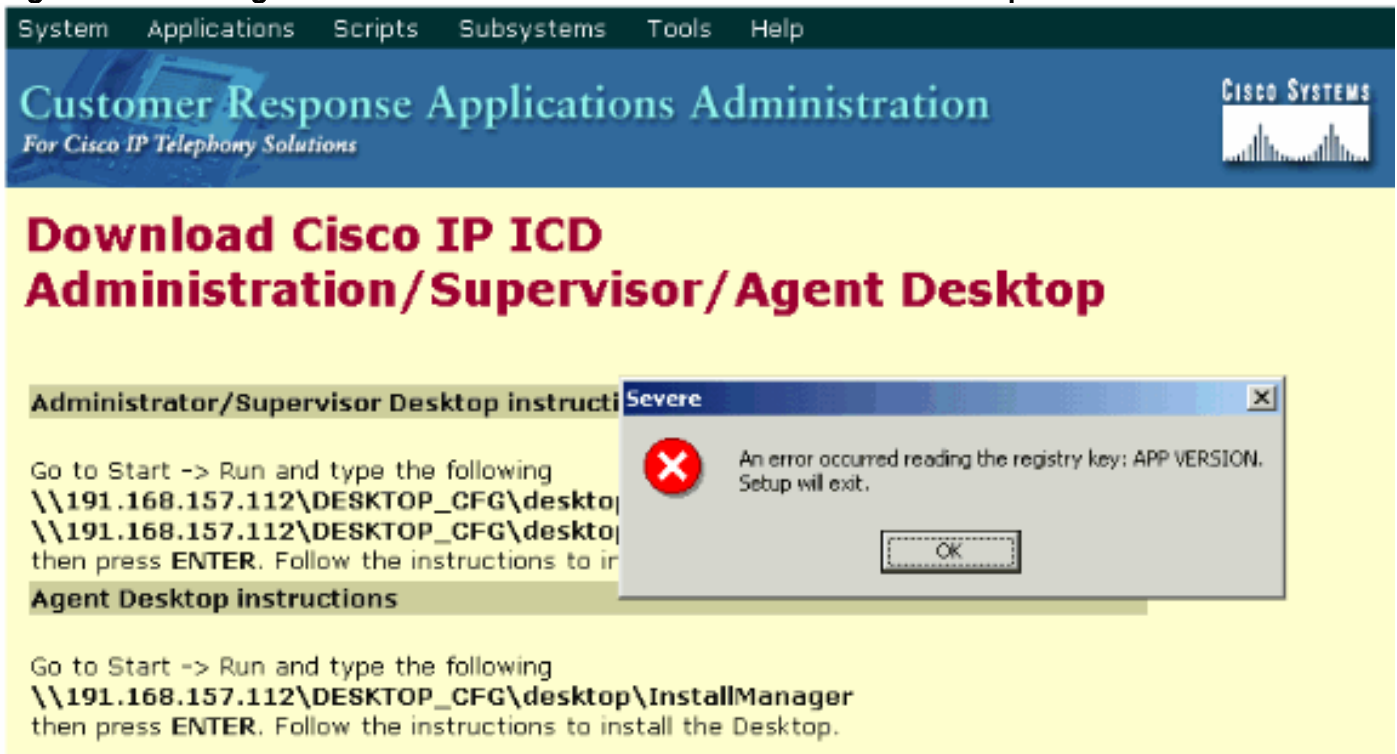 System Applications Scripts Subsystems Tools Help
Customer Response Applications Administration
For Cisco IP Telephony Solutions
CISCO SYSTEMS
Download Cisco IP ICD
Administration/Supervisor/Agent Desktop
Administrator/Supervisor Desktop instructi
Severe
An error occurred reading the registry key: APP VERSION.
Setup will exit.
OK
Go to Start -> Run and type the following
\\191.168.157.112\DESKTOP_CFG\deskto
\\191.168.157.112\DESKTOP_CFG\deskto
then press ENTER. Follow the instructions to in
Agent Desktop instructions
Go to Start -> Run and type the following
\\191.168.157.112\DESKTOP_CFG\desktop\InstallManager
then press ENTER. Follow the instructions to install the Desktop.